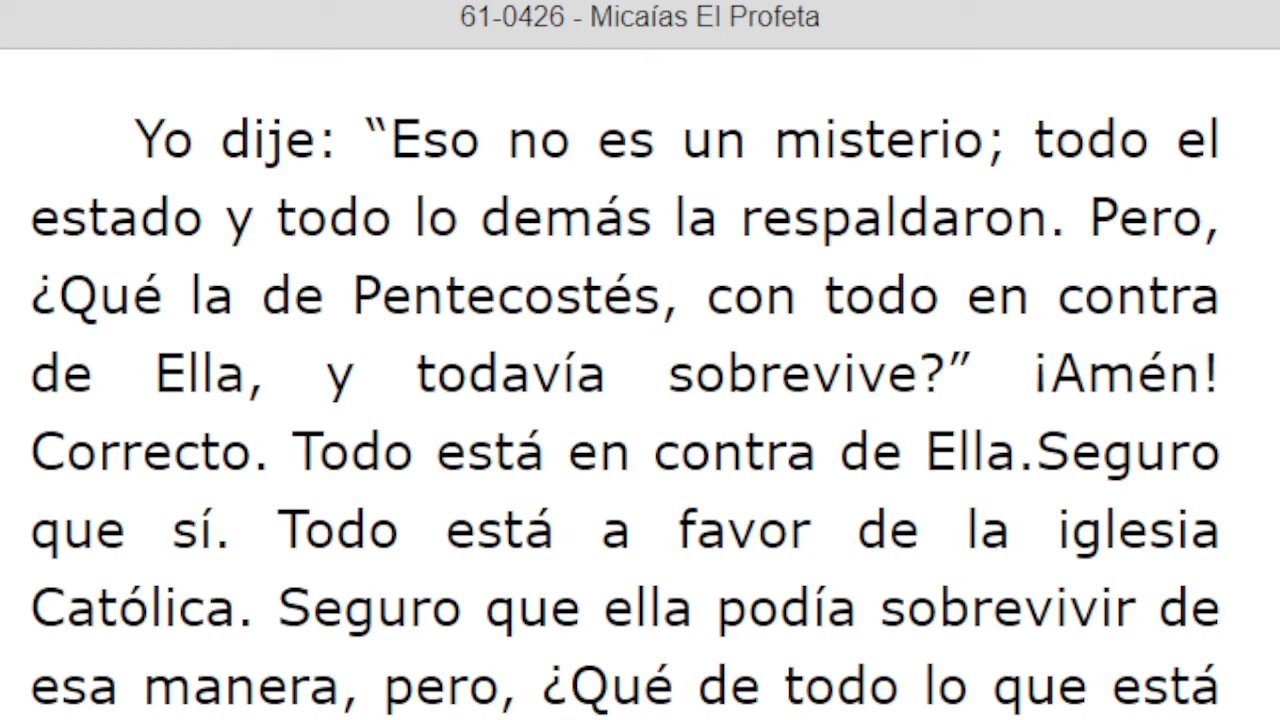 61-0426 - Micaías El Profeta
Yo dije: “Eso no es un misterio; todo el
estado y todo lo demás la respaldaron. Pero,
¿Qué la de Pentecostés, con todo en contra
de Ella, y todavía sobrevive?” ¡Amén!
Correcto. Todo está en contra de Ella.Seguro
que sí. Todo está a favor de la iglesia
Católica. Seguro que ella podía sobrevivir de
esa manera, pero, ¿Qué de todo lo que está